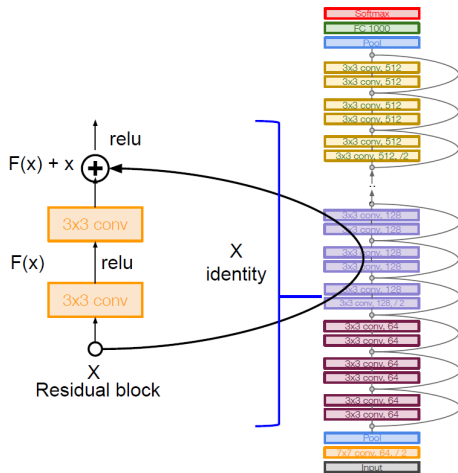 relu
F(x) + x
3x3 conv
F(x)
relu
3x3 conv
X
Residual block
X
identity
Softmax
FC 1000
Pool
3x3 conv, 512
3x3 conv, 512
3x3 conv, 512
3x3 conv, 512
3x3 conv, 512
3x3 conv, 512, /2
..
3x3 conv, 128
3x3 conv, 128
3x3 conv, 128
3x3 conv, 128
3x3 conv, 128
3x3 conv, 128, / 2
3x3 conv, 64
3x3 conv, 64
3x3 conv, 64
3x3 conv, 64
3x3 conv, 64
3x3 conv, 64
Pool
7x7 conv, 64, / 2
Input